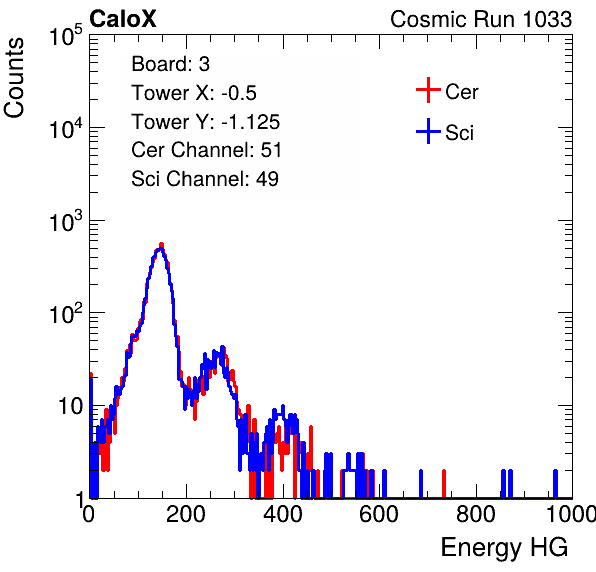 CaloX Cosmic Run 1033
Counts
10^5
10^4
10^3
10^2
10
1
Board: 3
Tower X: -0.5
Tower Y: -1.125
Cer Channel: 51
Sci Channel: 49
Cer
Sci
0 200 400 600 800 1000
Energy HG